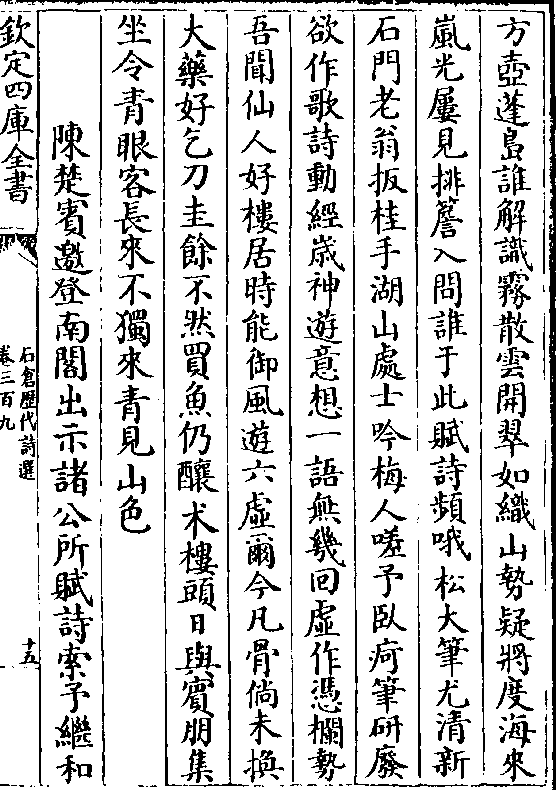 方壺蓬島誰解識霧散雲開翠如織山勢疑將度海來
嵐光屢見排簷入問誰于此賦詩頻哦松大筆尤清新
石門老翁扳桂手湖山處士吟梅人嗟予臥疴筆研廢
欲作歌詩動經歳神遊意想一語無幾回虛作憑欄勢
吾聞仙人好樓居時能御風遊六虛爾今凡骨倘未換
大藥好乞刀圭餘不然買魚仍釀术樓頭日與賓朋集
坐令青眼客長來不獨來青見山色
陳楚賓邀登南閣出示諸公所賦詩索予繼和
欽定四庫全書
石倉歴代詩選
卷三百九
十五